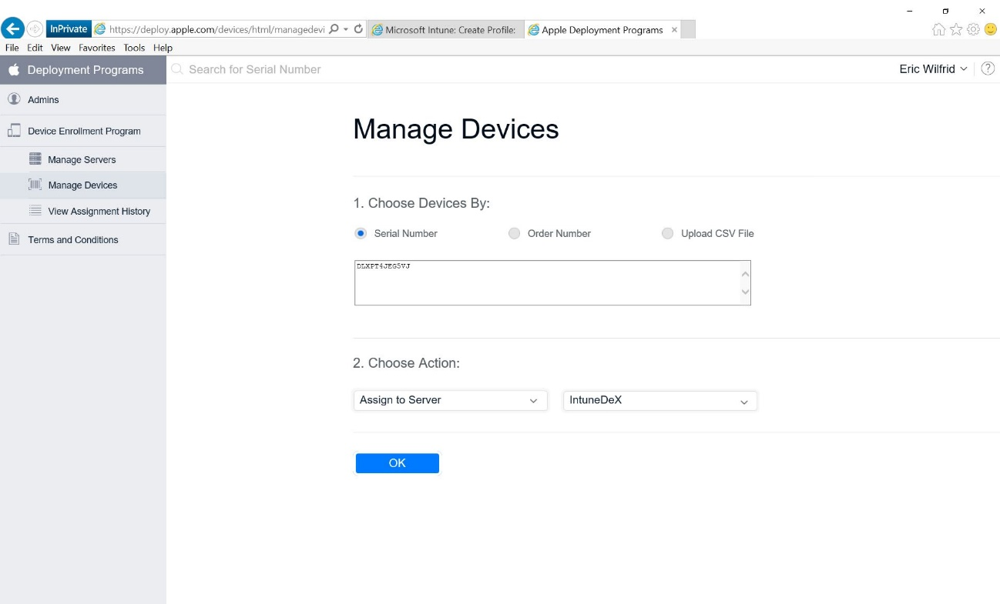 InPrivate https://deploy.apple.com/devices/html/managedevi Microsoft Intune: Create Profile: Apple Deployment Programs
File Edit View Favorites Tools Help
Deployment Programs Search for Serial Number Eric Wilfrid ?
Admins
Device Enrollment Program
Manage Servers
Manage Devices
View Assignment History
Terms and Conditions
Manage Devices
1. Choose Devices By:
Serial Number Order Number Upload CSV File
DLXPT4JEG5VJ
2. Choose Action:
Assign to Server IntuneDeX
OK